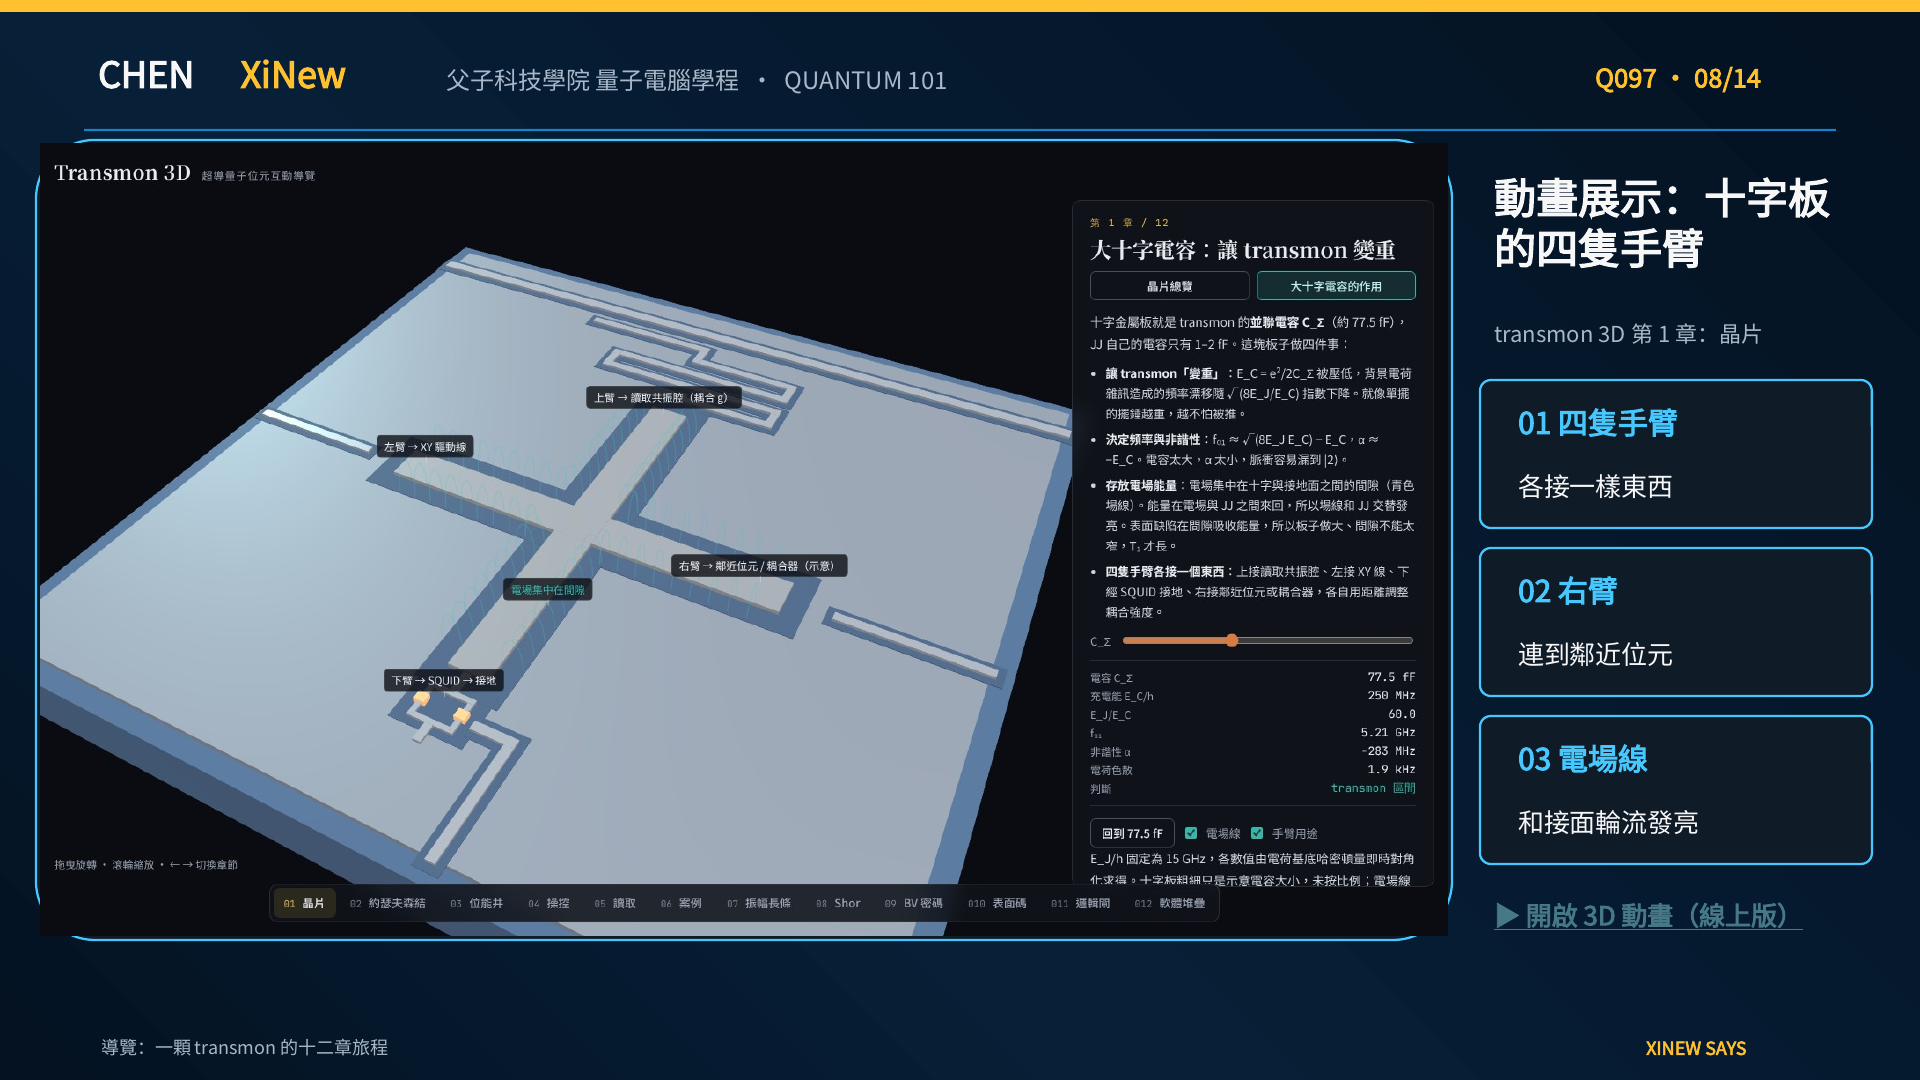 CHEN XiNew 父子科技學院 量子電腦學程 • QUANTUM 101 Q097 • 08/14
Transmon 3D 超導量子位元互動導覽
上臂 → 讀取共振腔（耦合 g）
左臂 → XY 驅動線
右臂 → 鄰近位元 / 耦合器（示意）
電場集中在間隙
下臂 → SQUID → 接地
拖曳旋轉 • 滾輪縮放 • ←→ 切換章節
第 1 章 / 12
大十字電容：讓 transmon 變重
晶片總覽 大十字電容的作用
十字金屬板就是 transmon 的並聯電容 C_Σ（約 77.5 fF），
JJ 自己的電容只有 1–2 fF。這塊板子做四件事：
• 讓 transmon「變重」：E_C = e²/2C_Σ 被壓低，背景電荷
雜訊造成的頻率漂移隨 √(8E_J/E_C) 指數下降。就像單擺
的擺錘越重，越不怕被推。
• 決定頻率與非諧性：f₀₁ ≈ √(8E_J E_C) − E_C，α ≈
−E_C。電容太大，α 太小，脈衝容易漏到 |2⟩。
• 存放電場能量：電場集中在十字與接地面之間的間隙（青色
場線）。能量在電場與 JJ 之間來回，所以場線和 JJ 交替發
亮。表面缺陷在間隙吸收能量，所以板子做大、間隙不能太
窄，T₁ 才長。
• 四隻手臂各接一個東西：上接讀取共振腔、左接 XY 線、下
經 SQUID 接地、右接鄰近位元或耦合器，各自用距離調整
耦合強度。
C_Σ
電容 C_Σ 77.5 fF
充電能 E_C/h 250 MHz
E_J/E_C 60.0
f₀₁ 5.21 GHz
非諧性 α -283 MHz
電荷色散 1.9 kHz
判斷 transmon 區間
回到 77.5 fF 電場線 手臂用途
E_J/h 固定為 15 GHz，各數值由電荷基底哈密頓量即時對角
化求得。十字板粗細只是示意電容大小，未按比例；電場線
01 晶片 02 約瑟夫森結 03 位能井 04 操控 05 讀取 06 案例 07 振幅長條 08 Shor 09 BV 密碼 010 表面碼 011 邏輯閘 012 軟體堆疊
動畫展示：十字板
的四隻手臂
transmon 3D 第 1 章：晶片
01 四隻手臂
各接一樣東西
02 右臂
連到鄰近位元
03 電場線
和接面輪流發亮
▶ 開啟 3D 動畫（線上版）
導覽：一顆 transmon 的十二章旅程
XINEW SAYS